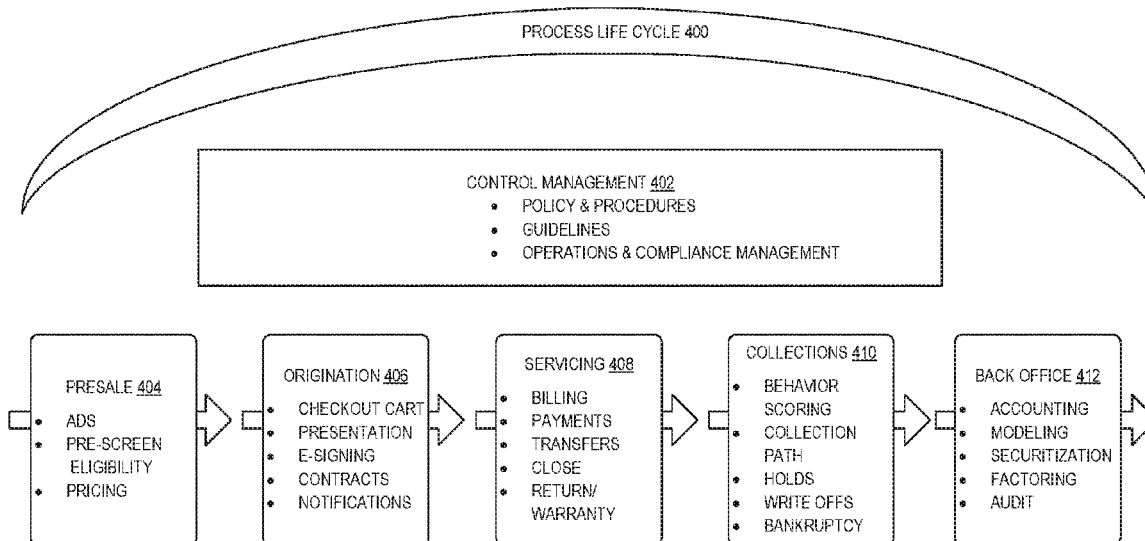 PROCESS LIFE CYCLE 400
CONTROL MANAGEMENT 402
• POLICY & PROCEDURES
• GUIDELINES
• OPERATIONS & COMPLIANCE MANAGEMENT
PRESALE 404
• ADS
• PRE-SCREEN
ELIGIBILITY
• PRICING
ORIGINATION 406
• CHECKOUT CART
• PRESENTATION
• E-SIGNING
• CONTRACTS
• NOTIFICATIONS
SERVICING 408
• BILLING
• PAYMENTS
• TRANSFERS
• CLOSE
• RETURN/
WARRANTY
COLLECTIONS 410
• BEHAVIOR
SCORING
• COLLECTION
PATH
• HOLDS
• WRITE OFFS
• BANKRUPTCY
BACK OFFICE 412
• ACCOUNTING
• MODELING
• SECURITIZATION
• FACTORING
• AUDIT